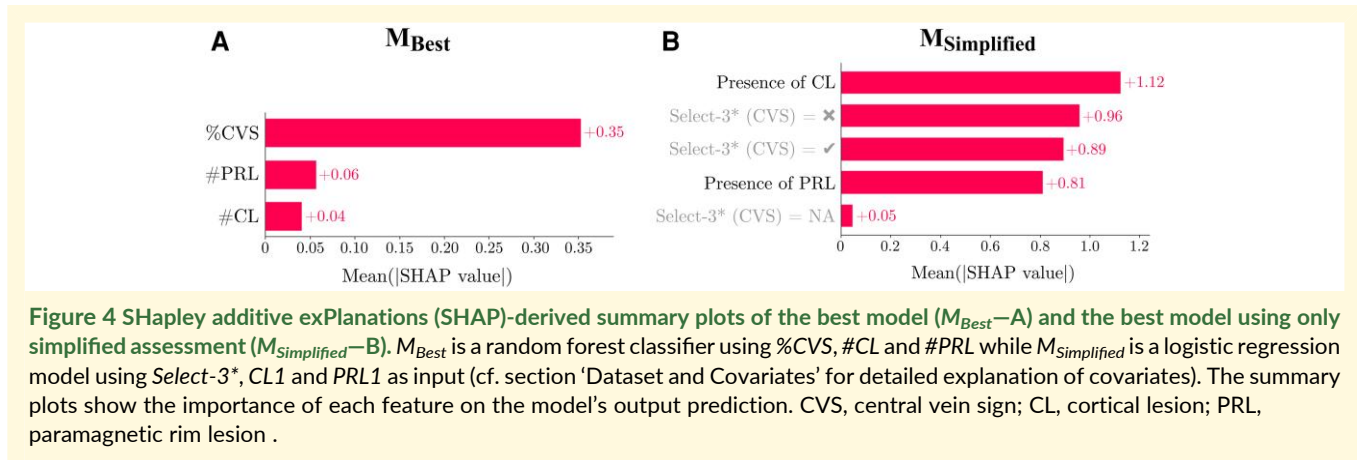 A M_Best
%CVS +0.35
#PRL +0.06
#CL +0.04
0 0.05 0.10 0.15 0.20 0.25 0.30 0.35
Mean(|SHAP value|)
B M_Simplified
Presence of CL +1.12
Select-3* (CVS) = ✖ +0.96
Select-3* (CVS) = ✔ +0.89
Presence of PRL +0.81
Select-3* (CVS) = NA +0.05
0 0.2 0.4 0.6 0.8 1.0 1.2
Mean(|SHAP value|)
Figure 4 SHapley additive exPlanations (SHAP)-derived summary plots of the best model (M_Best—A) and the best model using only
simplified assessment (M_Simplified—B). M_Best is a random forest classifier using %CVS, #CL and #PRL while M_Simplified is a logistic regression
model using Select-3*, CL1 and PRL1 as input (cf. section ‘Dataset and Covariates’ for detailed explanation of covariates). The summary
plots show the importance of each feature on the model’s output prediction. CVS, central vein sign; CL, cortical lesion; PRL,
paramagnetic rim lesion .